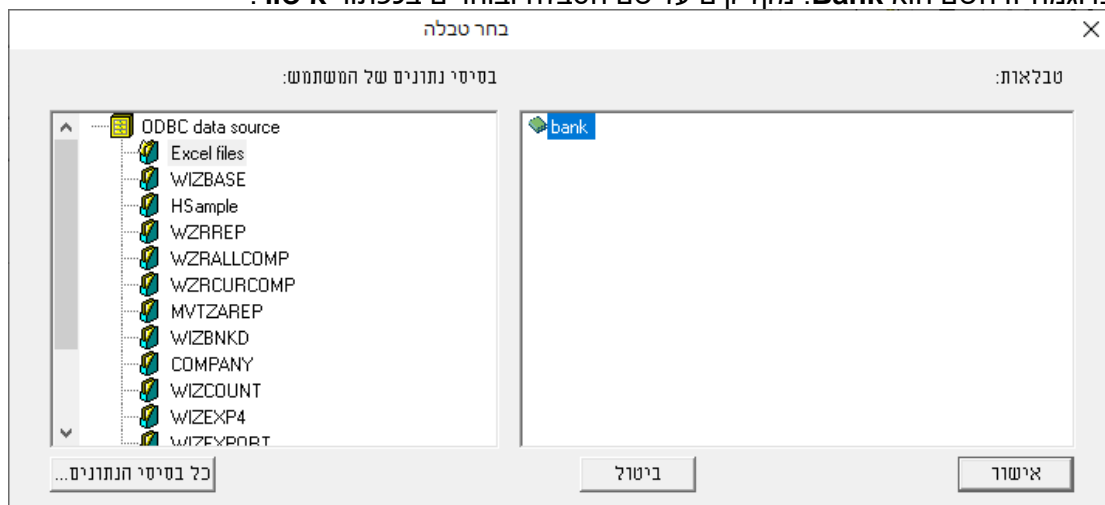 בחר טבלה
בסיסי נתונים של המשתמש:
טבלאות:
ODBC data source
Excel files
WIZBASE
HSample
WZRREP
WZRALLCOMP
WZRCURCOMP
MVTZAREP
WIZBNKD
COMPANY
WIZCOUNT
WIZEXP4
WIZEXPORT
bank
כל בסיסי הנתונים...
ביטול
אישור